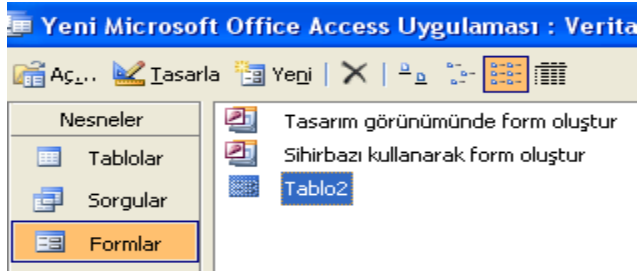 Yeni Microsoft Office Access Uygulaması : Verita
Aç... Tasarla Yeni
Nesneler
Tablolar
Sorgular
Formlar
Tasarım görünümünde form oluştur
Sihirbazı kullanarak form oluştur
Tablo2